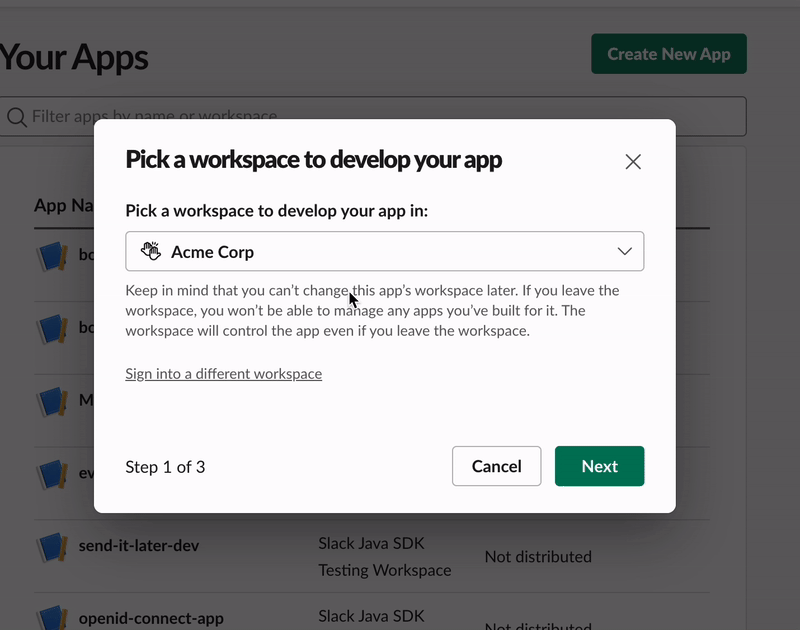 Your Apps
Create New App
Filter apps by name or workspace
Pick a workspace to develop your app
App Na
Pick a workspace to develop your app in:
bo
Acme Corp
Keep in mind that you can’t change this app’s workspace later. If you leave the
workspace, you won’t be able to manage any apps you’ve built for it. The
bo
workspace will control the app even if you leave the workspace.
Sign into a different workspace
M
Step 1 of 3
Cancel
Next
ev
send-it-later-dev
Slack Java SDK
Testing Workspace
Not distributed
openid-connect-app
Slack Java SDK
Not distributed